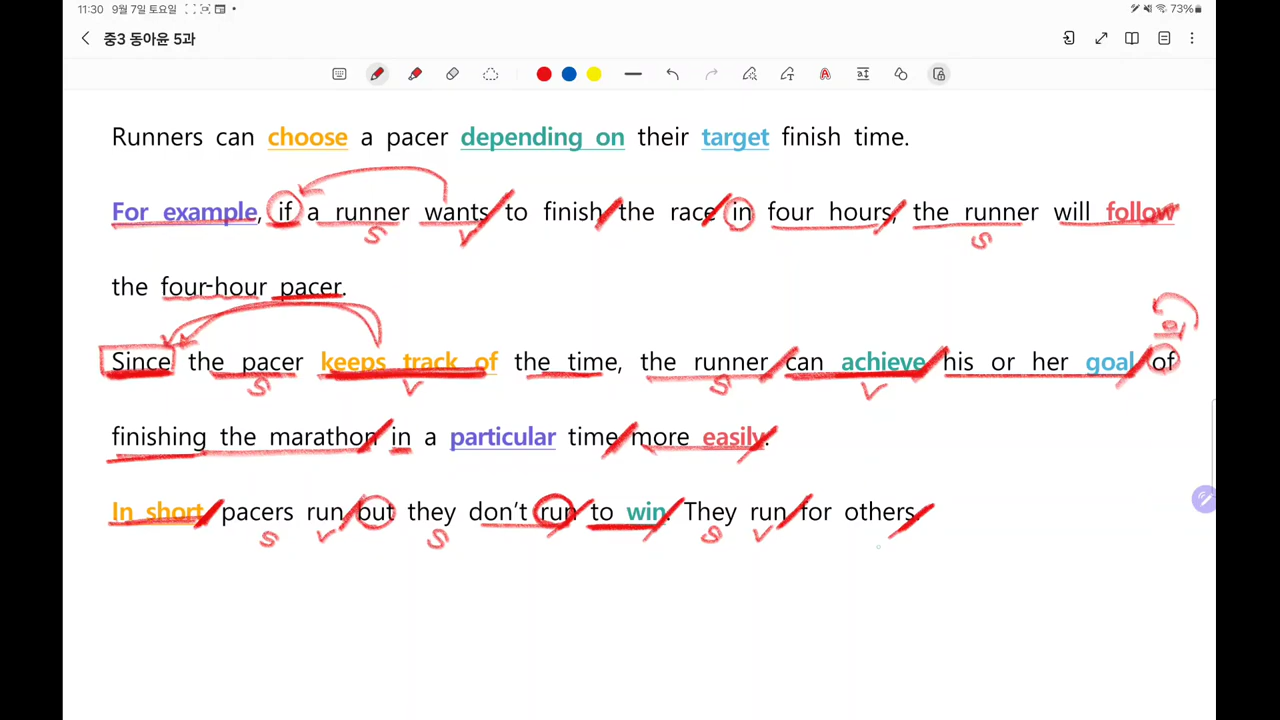 11:30 9월 7일 토요일 73%
중3 동아윤 5과
Runners can choose a pacer depending on their target finish time.
For example, if a runner wants to finish the race in four hours, the runner will follow
S V S
the four-hour pacer.
의
Since the pacer keeps track of the time, the runner can achieve his or her goal of
S V S V
finishing the marathon in a particular time more easily.
In short, pacers run, but they don't run to win. They run for others.
S V S S V